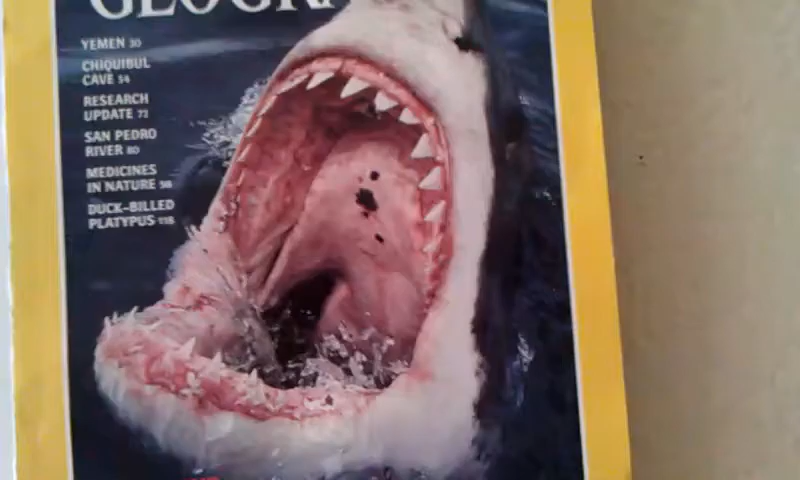 GEOGRA
YEMEN 30
CHIQUIBUL
CAVE 54
RESEARCH
UPDATE 72
SAN PEDRO
RIVER 80
MEDICINES
IN NATURE 98
DUCK-BILLED
PLATYPUS 118